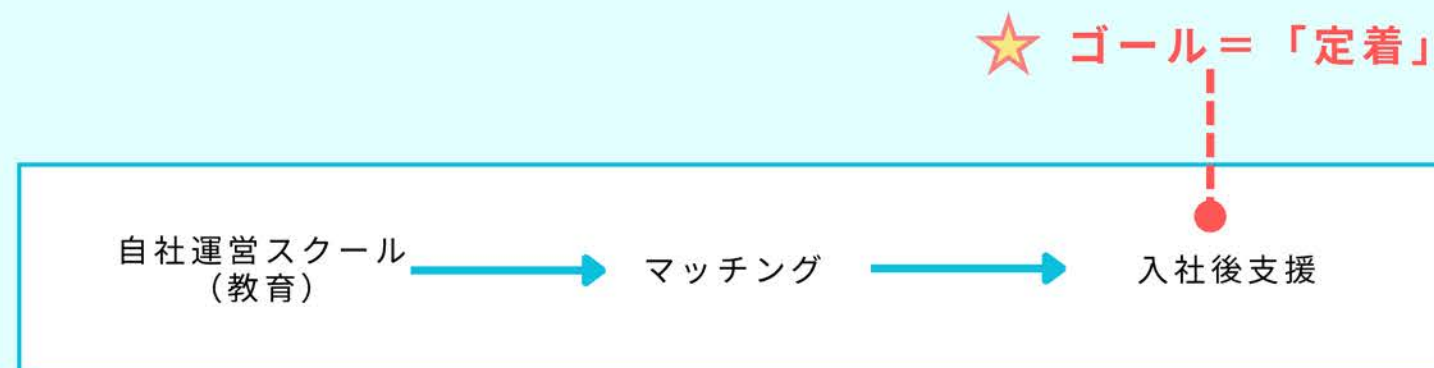 ゴール＝「定着」
自社運営スクール
（教育）
マッチング
入社後支援